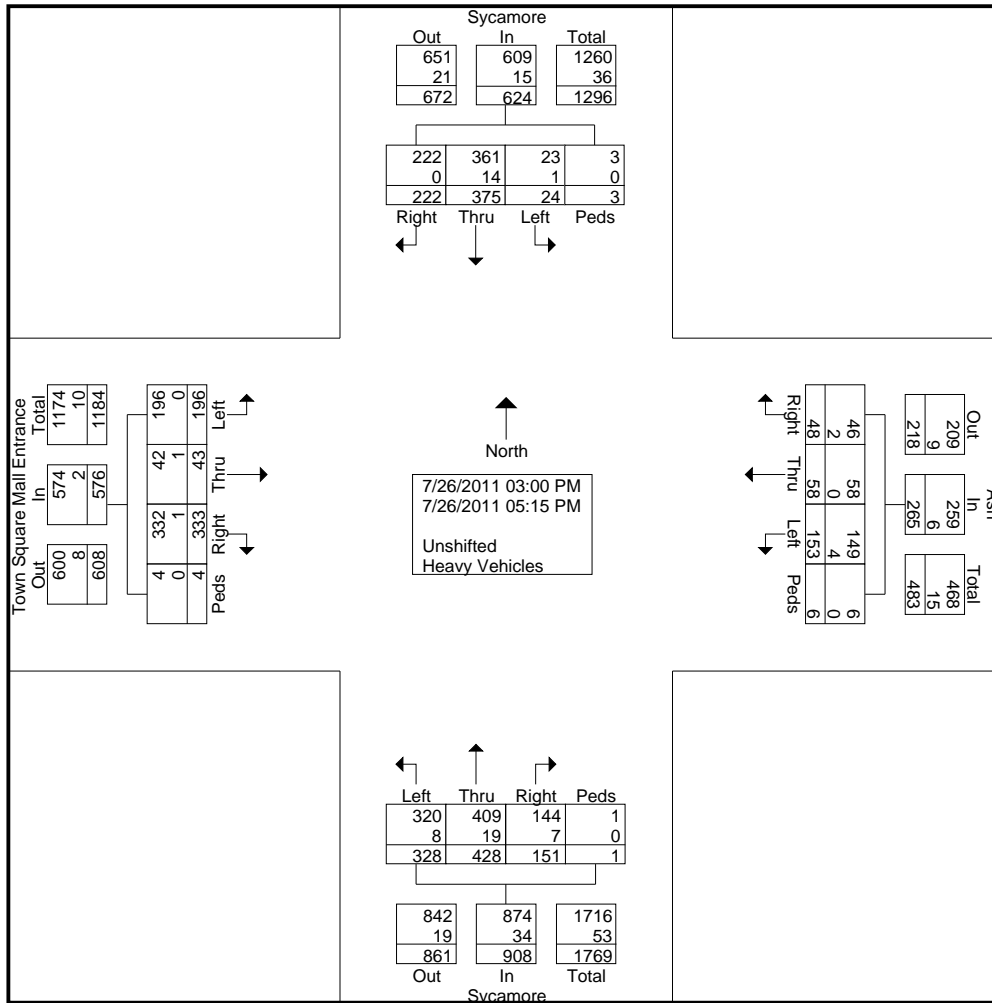 Sycamore
Out In Total
651 609 1260
21 15 36
672 624 1296
222 361 23 3
0 14 1 0
222 375 24 3
Right Thru Left Peds
Town Square Mall Entrance
Total In Out
1174 574 600
10 2 8
1184 576 608
196 42 332 4
0 1 1 0
196 43 333 4
Left Thru Right Peds
North
7/26/2011 03:00 PM
7/26/2011 05:15 PM
Unshifted
Heavy Vehicles
Ash
Out In Total
209 259 468
9 6 15
218 265 483
46 58 149 6
2 0 4 0
48 58 153 6
Right Thru Left Peds
Left Thru Right Peds
320 409 144 1
8 19 7 0
328 428 151 1
842 874 1716
19 34 53
861 908 1769
Out In Total
Sycamore